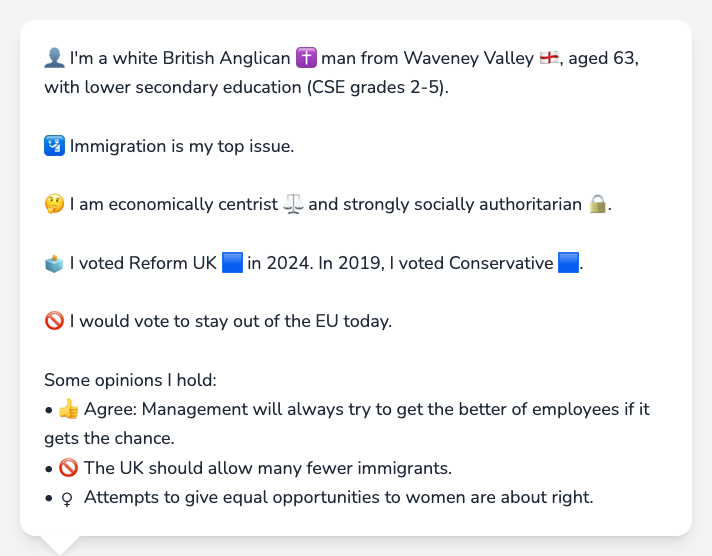 👤 I'm a white British Anglican ✝️ man from Waveney Valley 🏴󠁧󠁢󠁥󠁮󠁧󠁿, aged 63,
with lower secondary education (CSE grades 2-5).
🛂 Immigration is my top issue.
🤔 I am economically centrist ⚖️ and strongly socially authoritarian 🔒.
🗳️ I voted Reform UK 🟦 in 2024. In 2019, I voted Conservative 🟦.
🚫 I would vote to stay out of the EU today.
Some opinions I hold:
• 👍 Agree: Management will always try to get the better of employees if it
gets the chance.
• 🚫 The UK should allow many fewer immigrants.
• ♀ Attempts to give equal opportunities to women are about right.